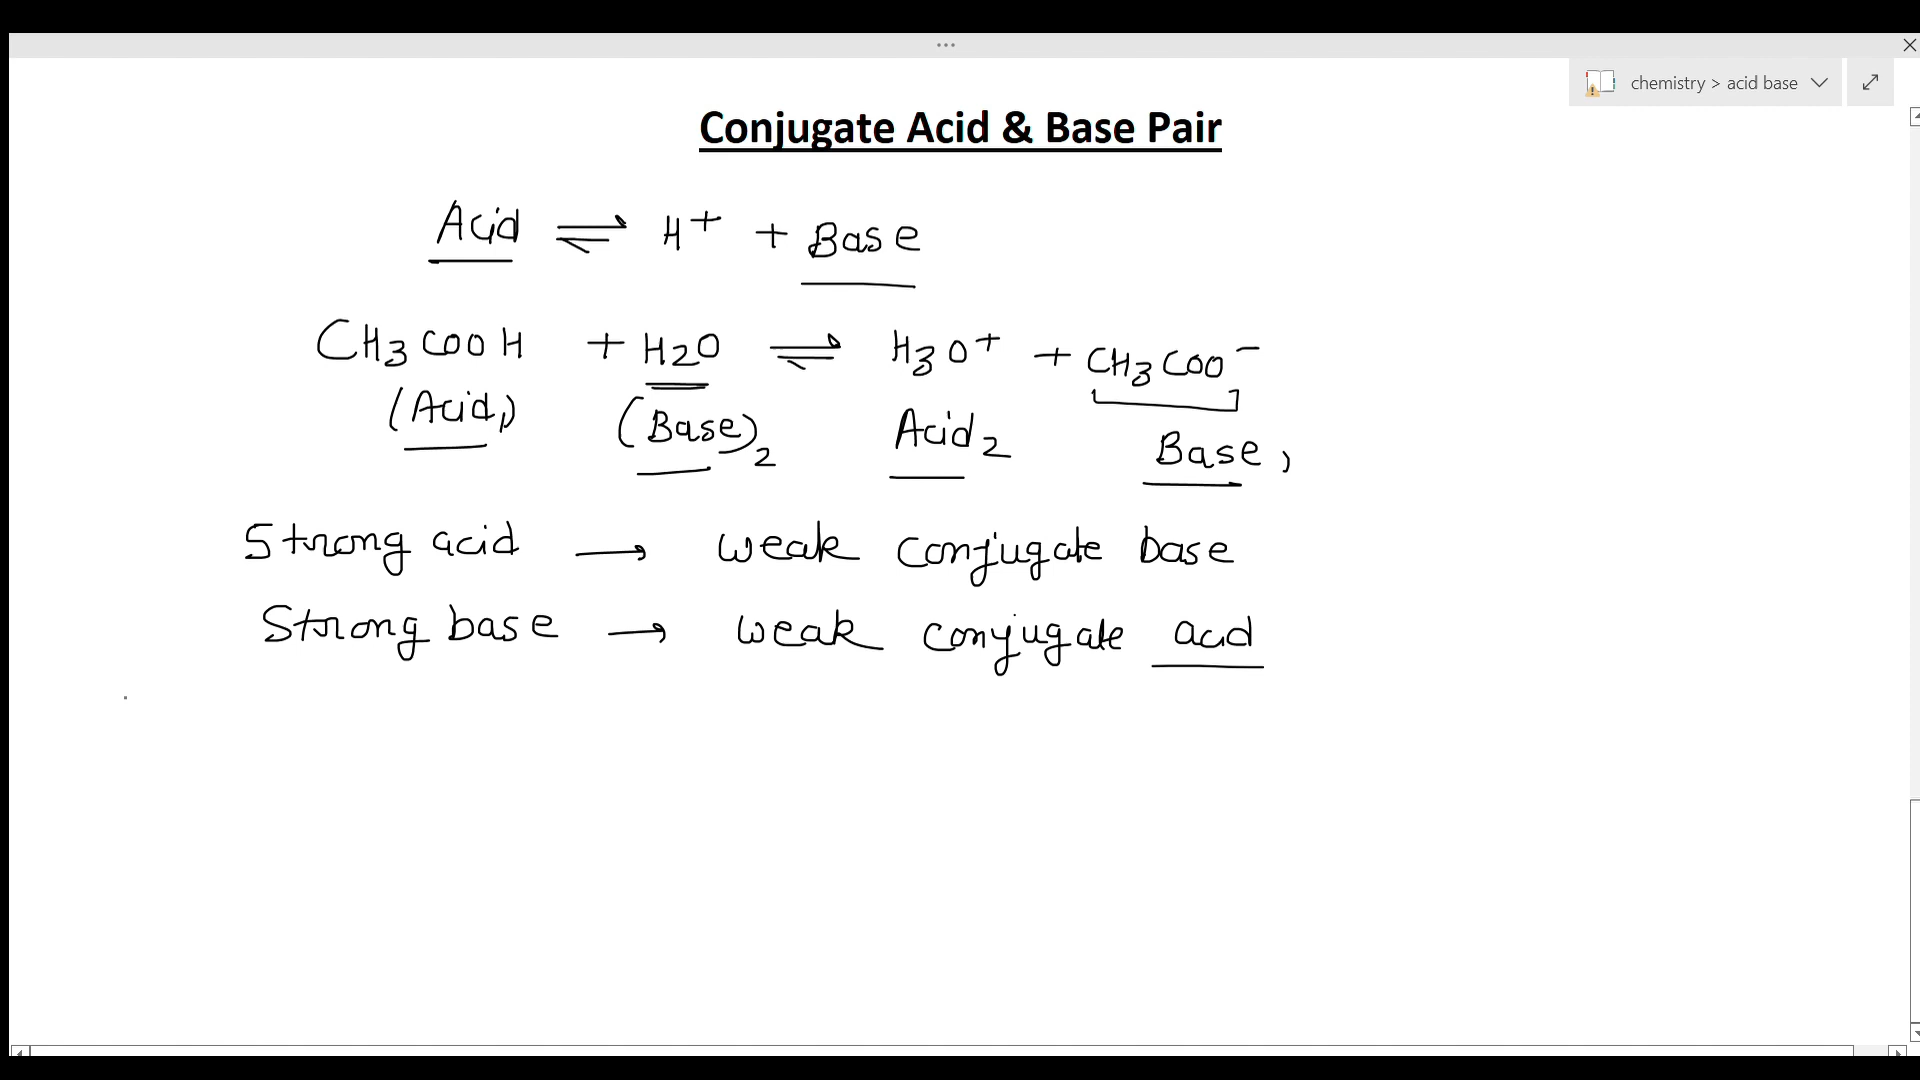 chemistry > acid base
Conjugate Acid & Base Pair
Acid ⇌ H⁺ + Base
CH₃COOH + H₂O ⇌ H₃O⁺ + CH₃COO⁻
(Acid₁) (Base)₂ Acid₂ Base₁
Strong acid → weak conjugate base
Strong base → weak conjugate acid